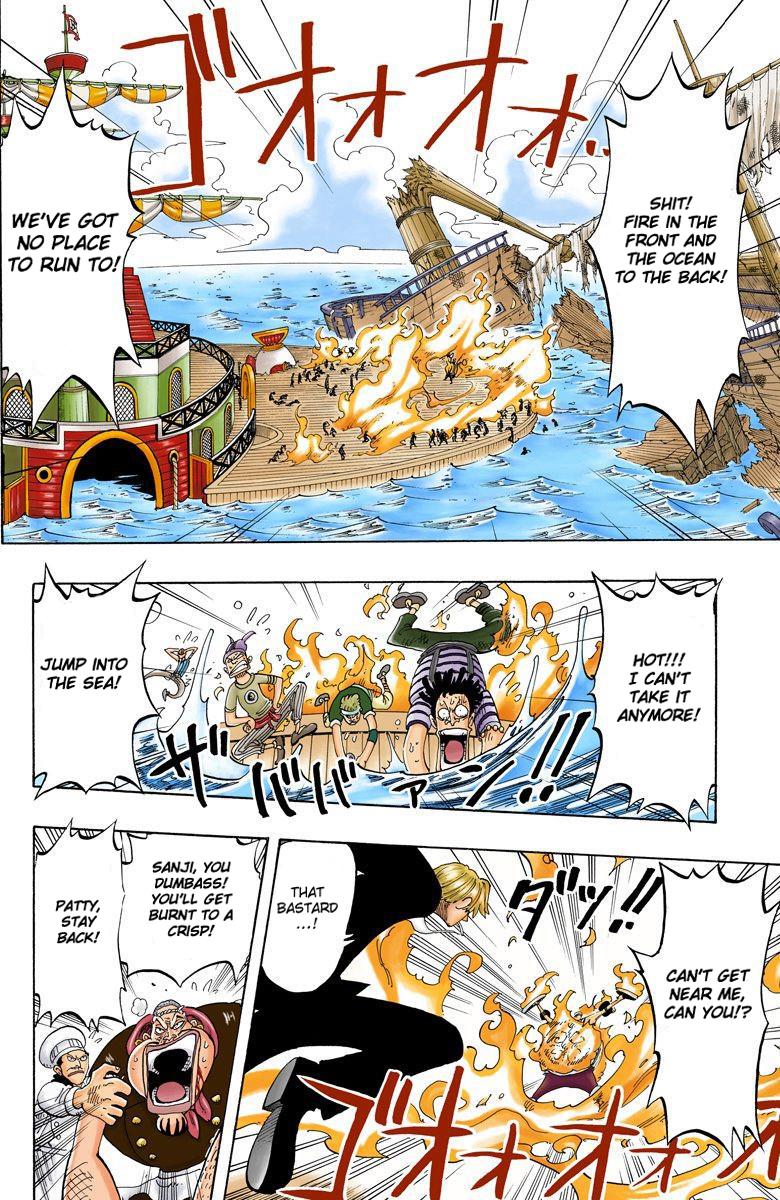 ゴオオオオ..
SHIT!
FIRE IN THE
FRONT AND
THE OCEAN
TO THE BACK!
WE'VE GOT
NO PLACE
TO RUN TO!
HOT!!!
I CAN'T
TAKE IT
ANYMORE!
JUMP INTO
THE SEA!
ザババァン!!
CAN'T GET
NEAR ME,
CAN YOU!?
ダッ!!
THAT
BASTARD
...!
ゴオオオオオ
SANJI, YOU
DUMBASS!
YOU'LL GET
BURNT TO A
CRISP!
PATTY,
STAY
BACK!